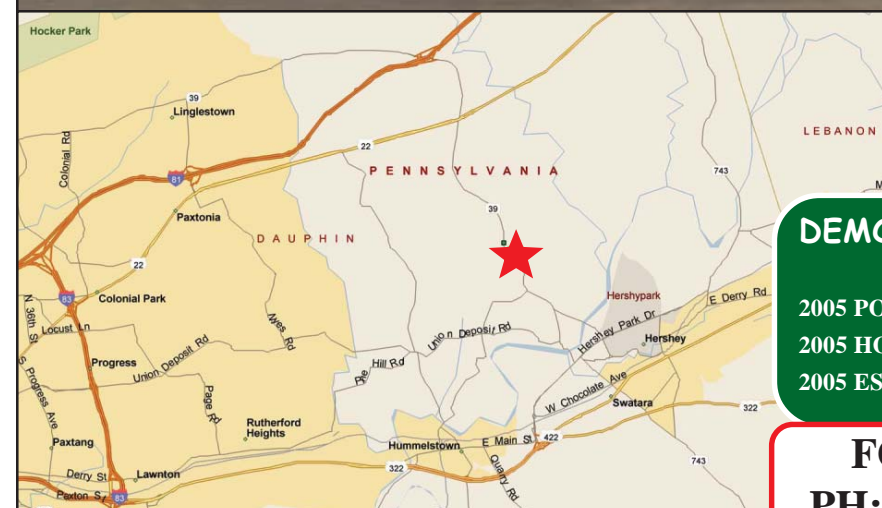 Hocker Park
39
Linglestown
Colonial Rd
22
LEBANON
PENNSYLVANIA
743
81
39
Paxtonia
DAUPHIN
DEMO
22
Hersheypark
E Derry Rd
83
Colonial Park
2005 PO
N 36th St
Locust Ln
Nyes Rd
Union Deposit Rd
Hershey Park Dr
Hershey
2005 HO
Progress
Union Deposit Rd
Hill Rd
2005 ES
S Progress Ave
Page Rd
W Chocolate Ave
Swatara
322
Rutherford
Heights
Paxtang
Hummelstown
E Main St
422
FO
Derry St
Lawnton
322
Quarry Rd
743
Paxton St
83
PH: